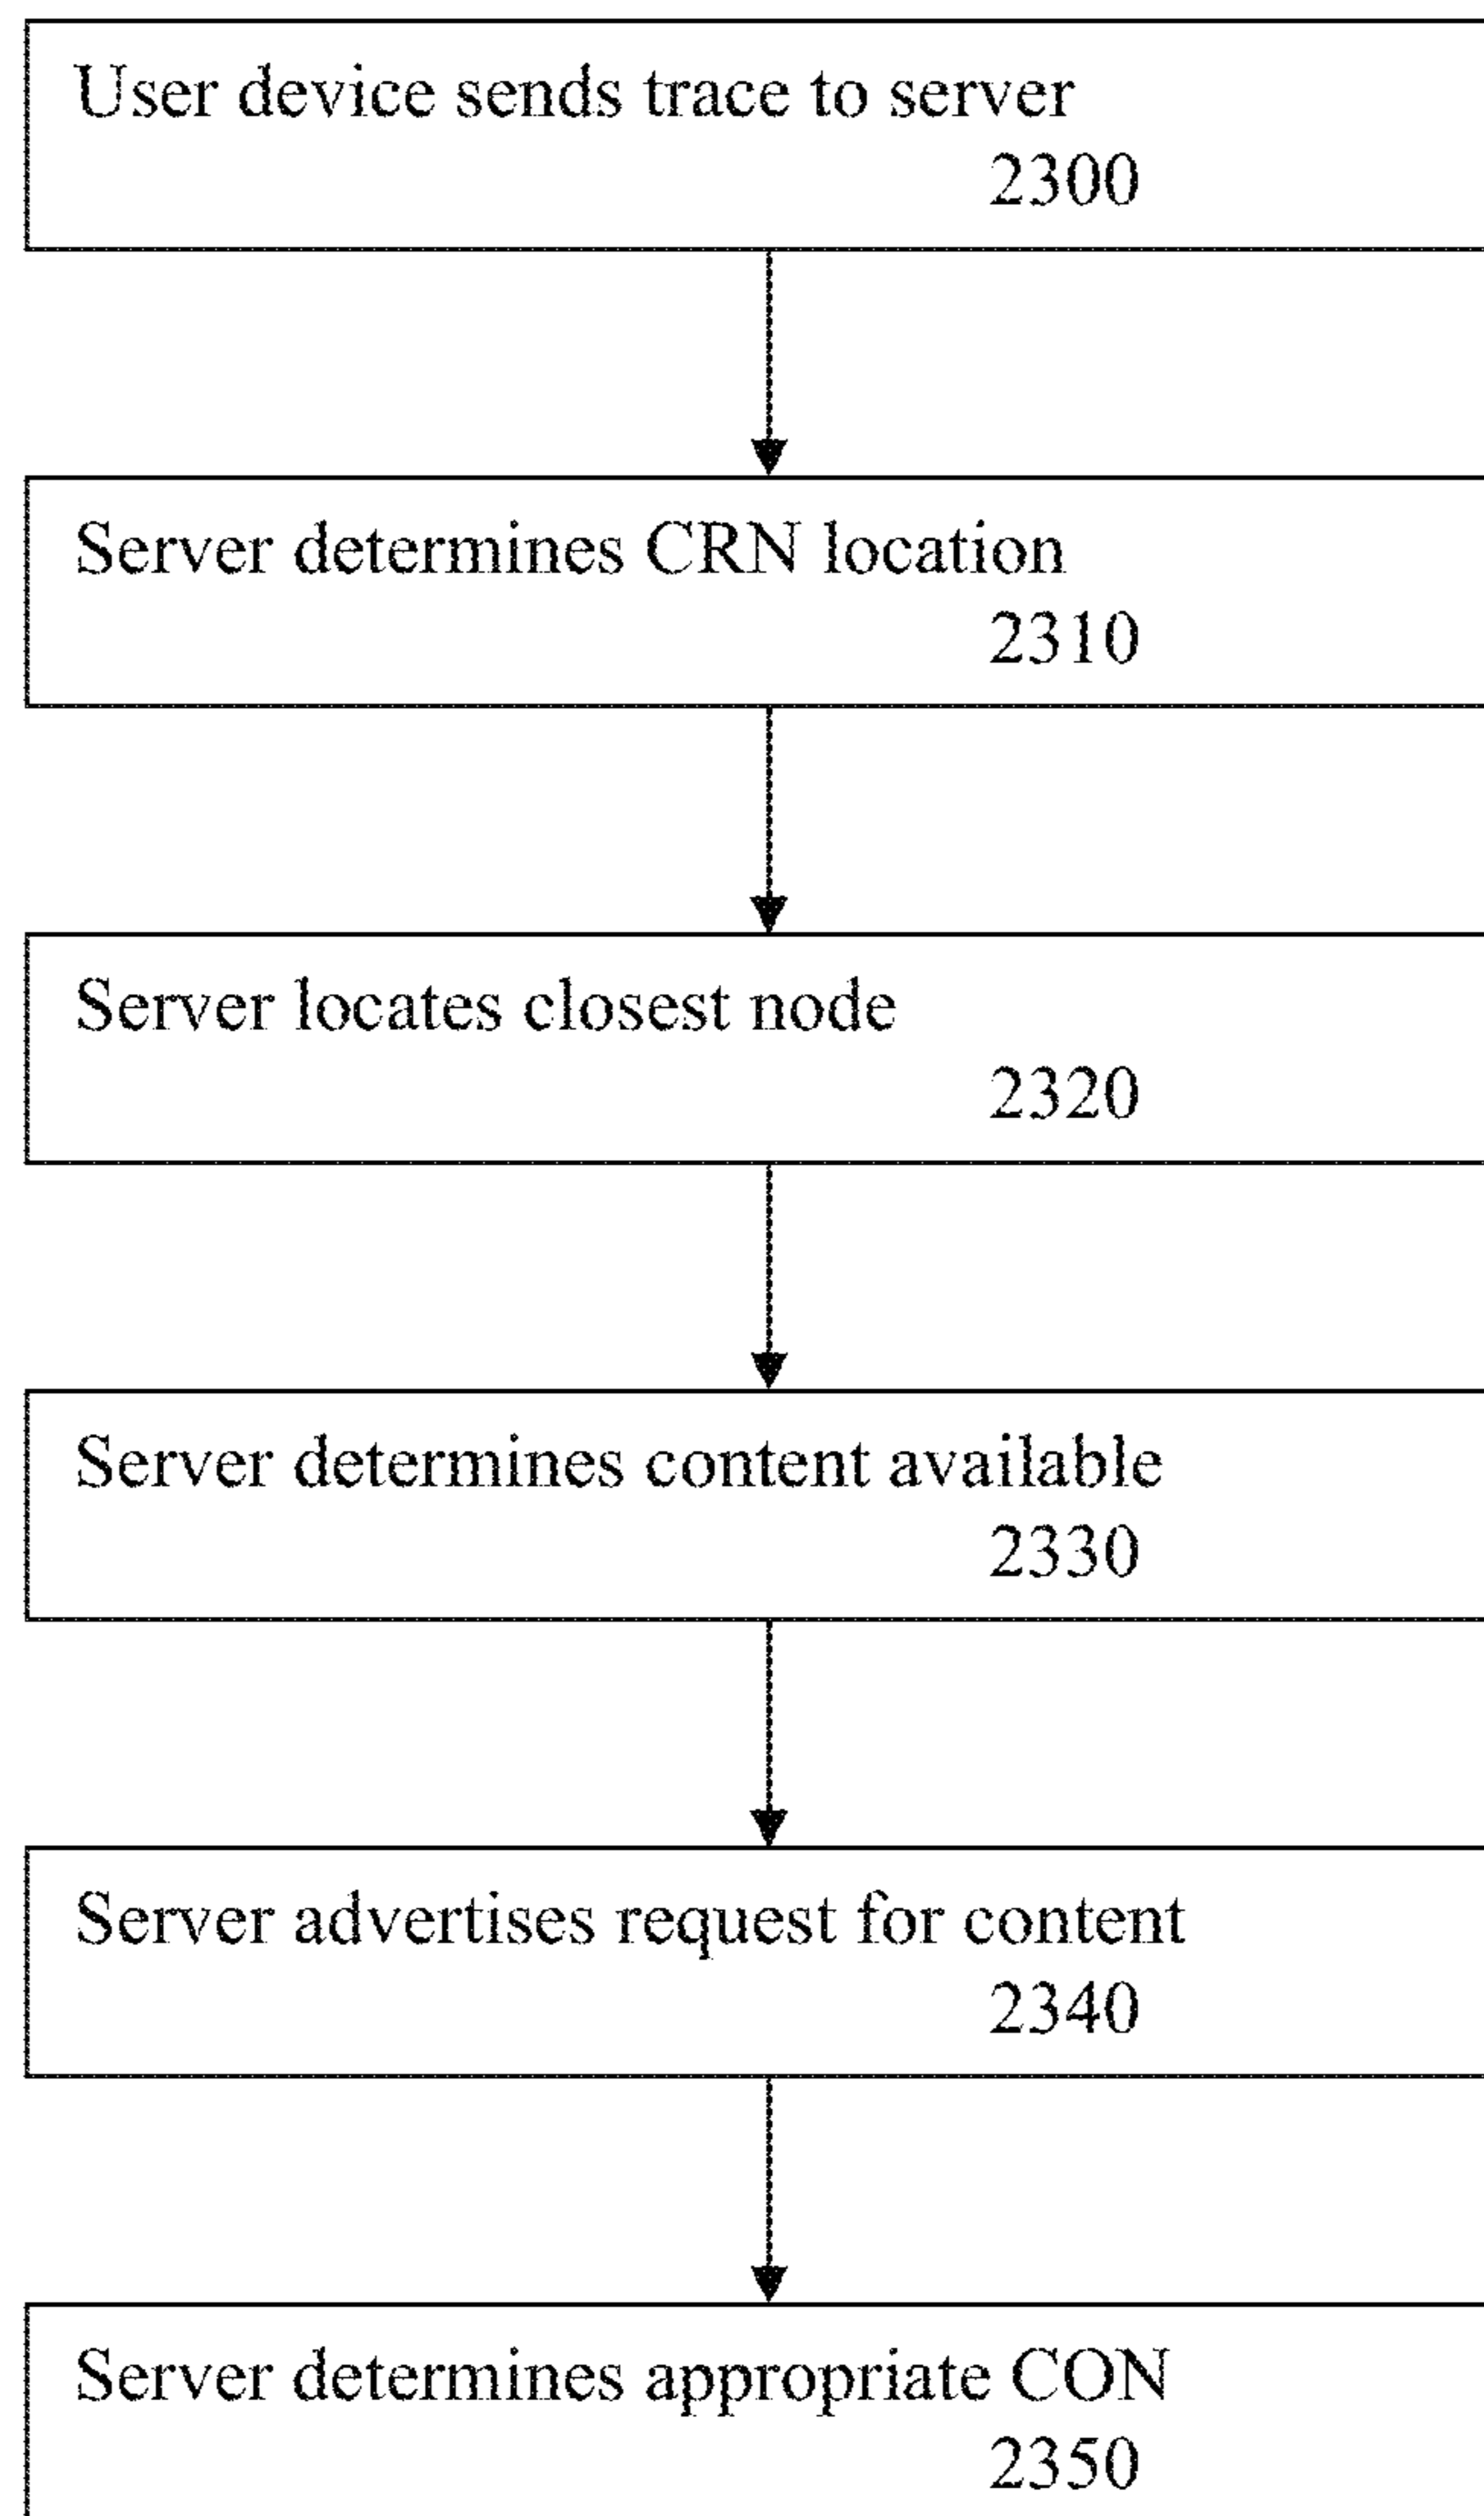 User device sends trace to server
2300
Server determines CRN location
2310
Server locates closest node
2320
Server determines content available
2330
Server advertises request for content
2340
Server determines appropriate CON
2350